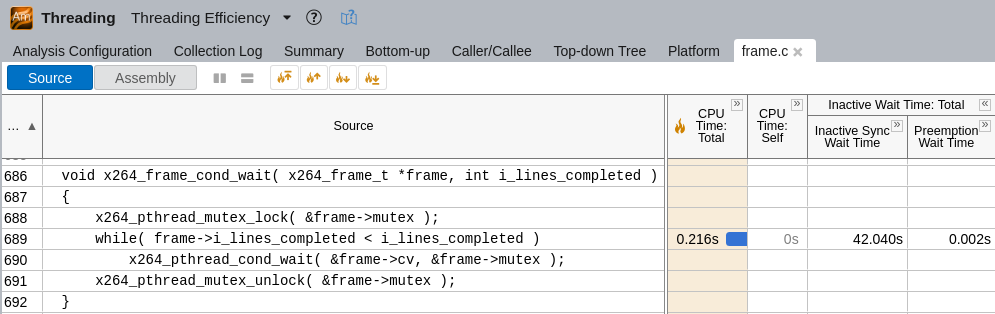 Am Threading Threading Efficiency ?
Analysis Configuration Collection Log Summary Bottom-up Caller/Callee Top-down Tree Platform frame.c
Source Assembly
... ▲ Source CPU Time: Total » CPU Time: Self » Inactive Wait Time: Total «
Inactive Sync Wait Time » Preemption Wait Time »
686 void x264_frame_cond_wait( x264_frame_t *frame, int i_lines_completed )
687 {
688 x264_pthread_mutex_lock( &frame->mutex );
689 while( frame->i_lines_completed < i_lines_completed ) 0.216s 0s 42.040s 0.002s
690 x264_pthread_cond_wait( &frame->cv, &frame->mutex );
691 x264_pthread_mutex_unlock( &frame->mutex );
692 }